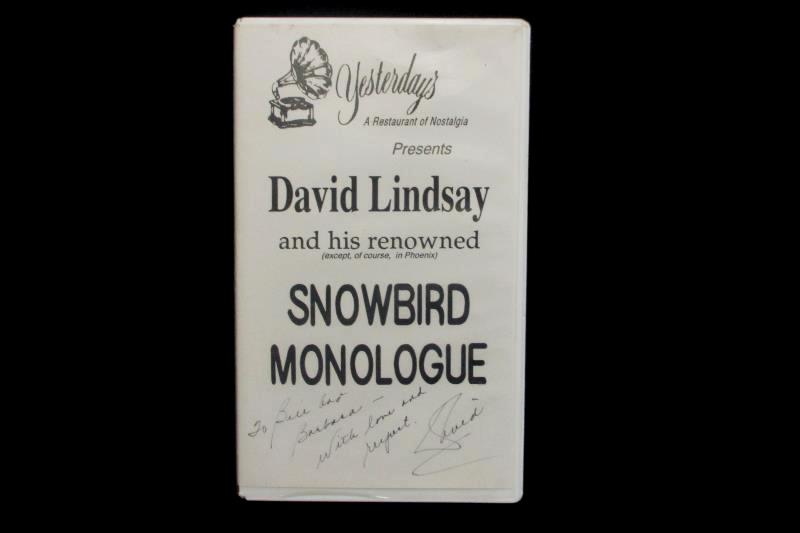 Yesterdays
A Restaurant of Nostalgia
Presents
David Lindsay
and his renowned
(except, of course, in Phoenix)
SNOWBIRD
MONOLOGUE
To Bill and
Barbara –
With love and
respect.
David